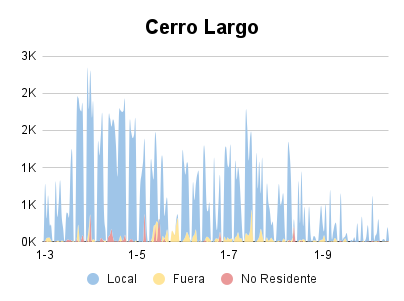 Cerro Largo
3K
2K
2K
1K
1K
0K
1-3 1-5 1-7 1-9
Local Fuera No Residente